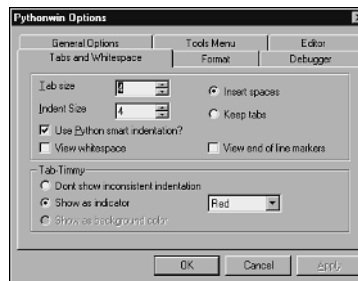 Pythonwin Options
General Options Tools Menu Editor
Tabs and Whitespace Format Debugger
Tab size 4 Insert spaces
Indent Size 4 Keep tabs
Use Python smart indentation?
View whitespace View end of line markers
Tab-Timmy
Dont show inconsistent indentation
Show as indicator Red
Show as background color
OK Cancel Apply